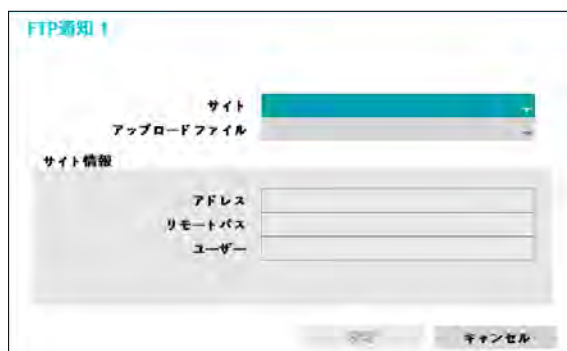 FTP通知 1
サイト
アップロードファイル
サイト情報
アドレス
リモートパス
ユーザー
キャンセル